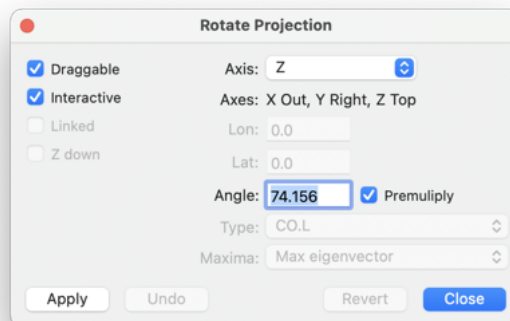 Rotate Projection
Draggable
Axis: Z
Interactive
Axes: X Out, Y Right, Z Top
Linked
Lon: 0.0
Z down
Lat: 0.0
Angle: 74.156 Premuliply
Type: CO.L
Maxima: Max eigenvector
Apply Undo Revert Close